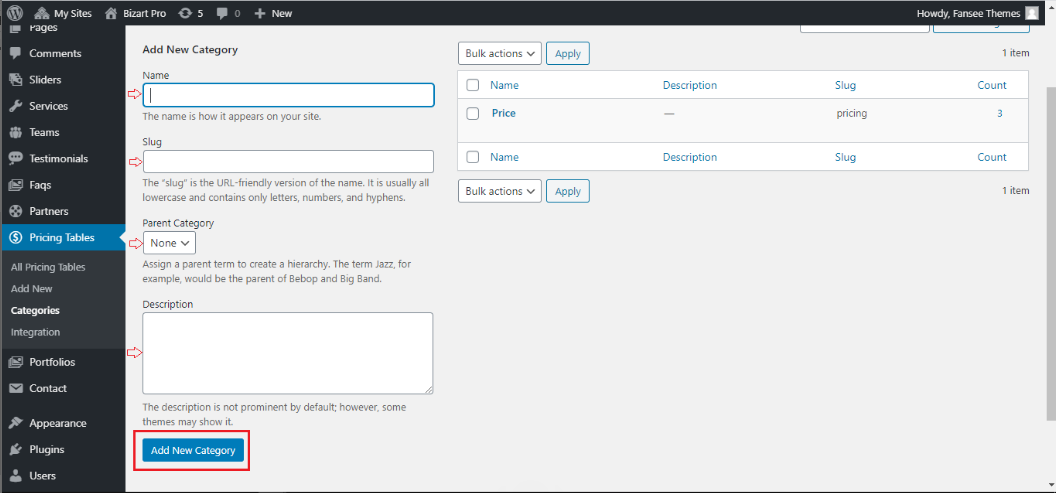 My Sites
Bizart Pro
5
0
New
Howdy, Fansee Themes
Pages
Comments
Sliders
Services
Teams
Testimonials
Faqs
Partners
Pricing Tables
All Pricing Tables
Add New
Categories
Integration
Portfolios
Contact
Appearance
Plugins
Users
Add New Category
Name
The name is how it appears on your site.
Slug
The “slug” is the URL-friendly version of the name. It is usually all
lowercase and contains only letters, numbers, and hyphens.
Parent Category
None
Assign a parent term to create a hierarchy. The term Jazz, for
example, would be the parent of Bebop and Big Band.
Description
The description is not prominent by default; however, some
themes may show it.
Add New Category
Bulk actions Apply 1 item
Name Description Slug Count
Price — pricing 3
Name Description Slug Count
Bulk actions Apply 1 item